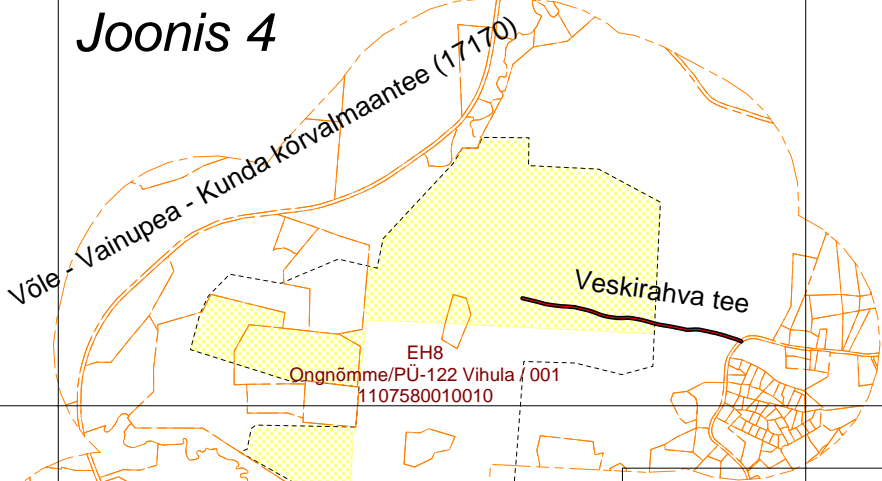 Joonis 4
Võle - Vainupea - Kunda kõrvalmaantee (17170)
Veskirahva tee
EH8
Ongnõmme/PÜ-122 Vihula / 001
1107580010010